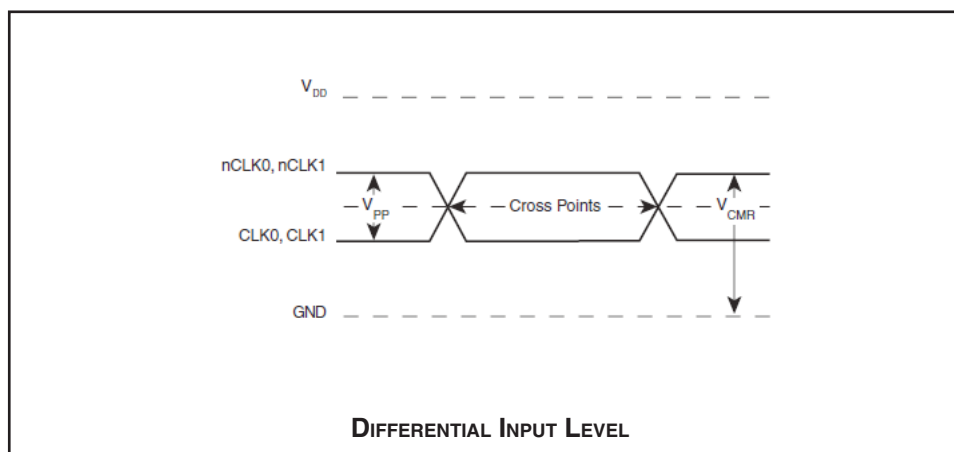 VDD
nCLK0, nCLK1
VPP
Cross Points
VCMR
CLK0, CLK1
GND
DIFFERENTIAL INPUT LEVEL